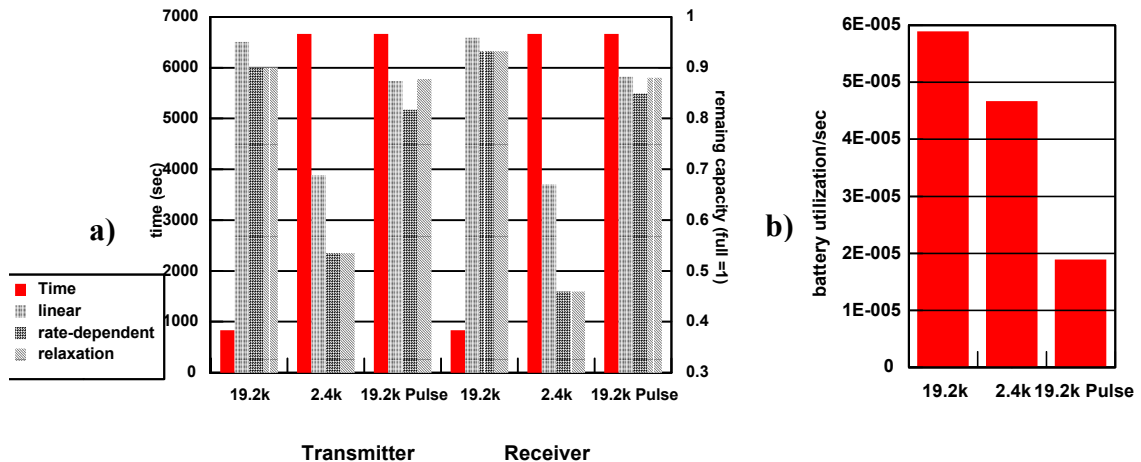 a)
time (sec)
7000
6000
5000
4000
3000
2000
1000
0
1
0.9
0.8
0.7
0.6
0.5
0.4
0.3
remaing capacity (full =1)
Time
linear
rate-dependent
relaxation
19.2k 2.4k 19.2k Pulse 19.2k 2.4k 19.2k Pulse
Transmitter Receiver
b)
battery utilization/sec
6E-005
5E-005
4E-005
3E-005
2E-005
1E-005
0
19.2k 2.4k 19.2k Pulse